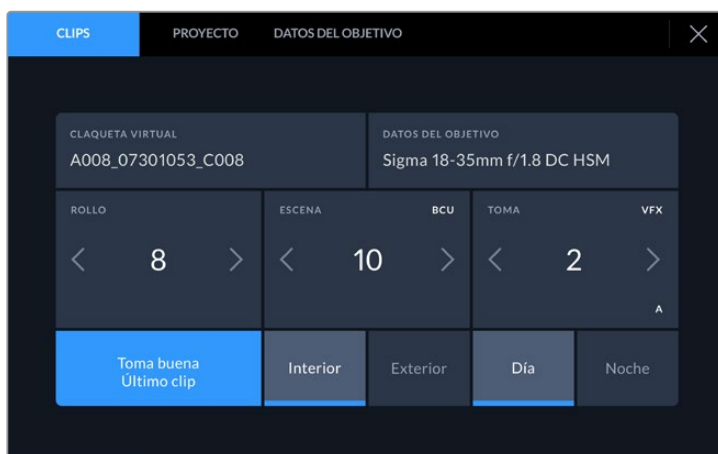 CLIPS PROYECTO DATOS DEL OBJETIVO
CLAQUETA VIRTUAL
A008_07301053_C008
DATOS DEL OBJETIVO
Sigma 18-35mm f/1.8 DC HSM
ROLLO
8
ESCENA BCU
10
TOMA VFX
2
A
Toma buena
Último clip
Interior
Exterior
Día
Noche